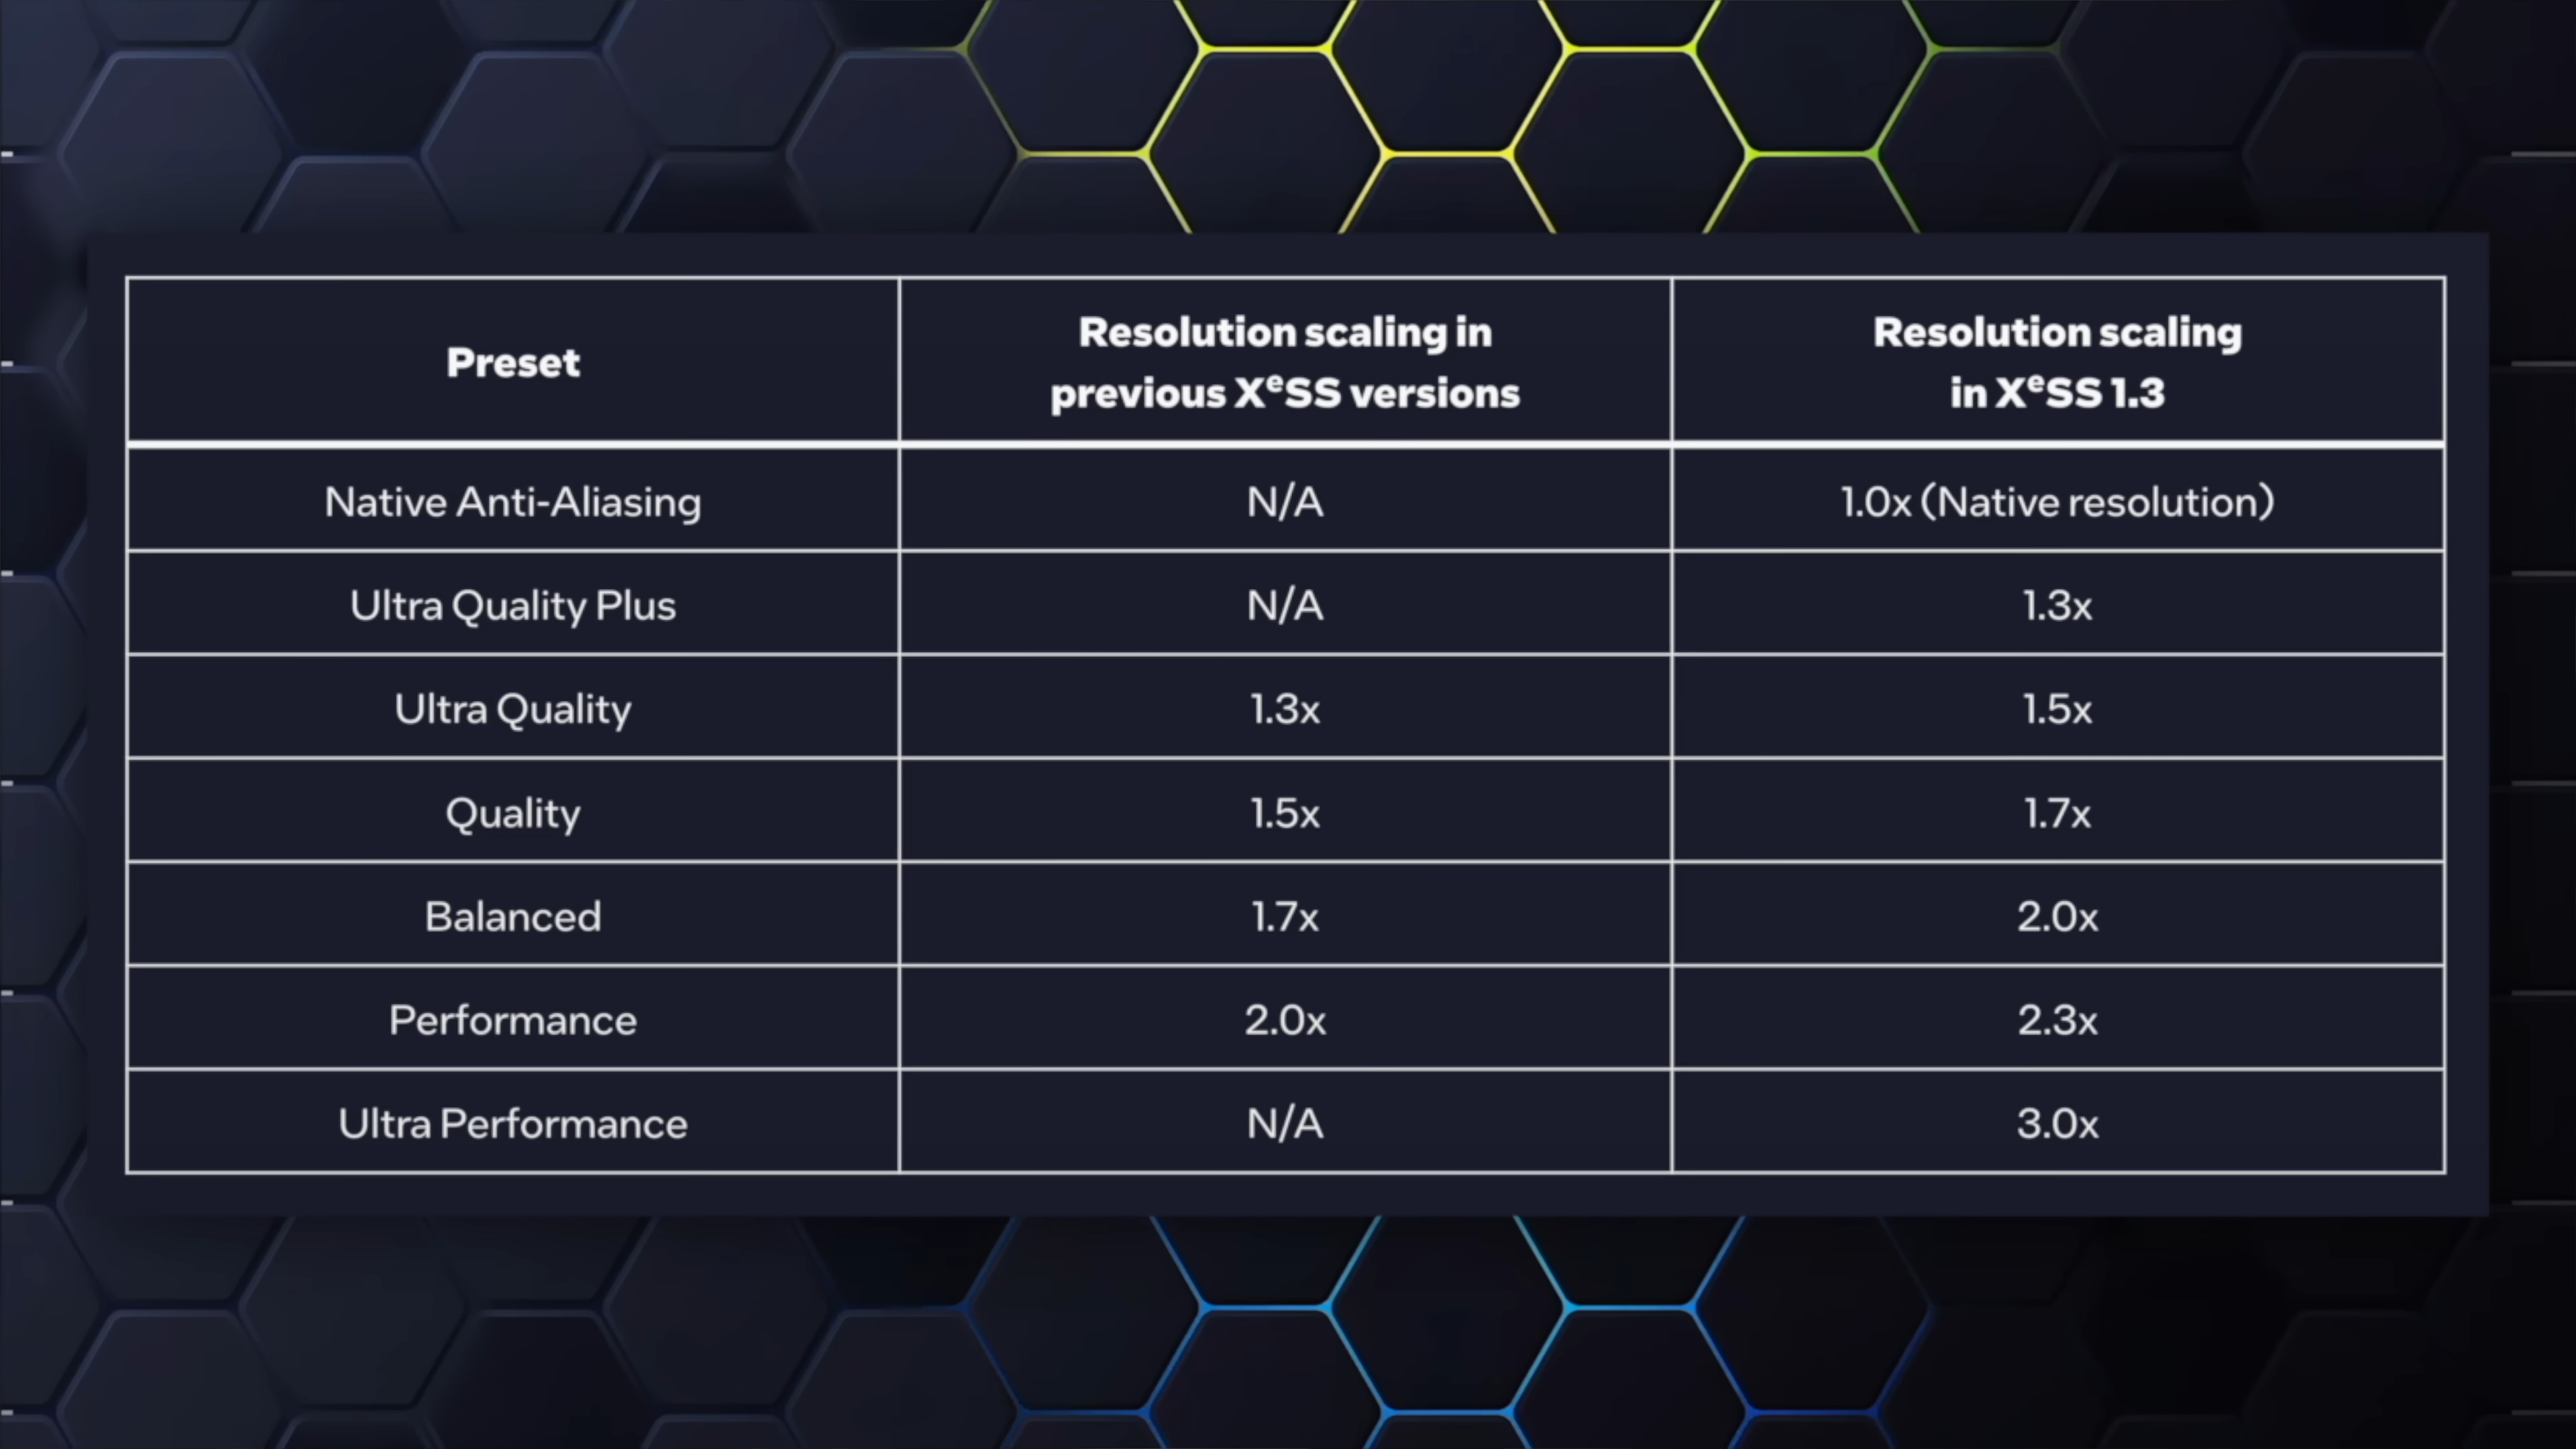 Preset
Resolution scaling in
previous XᵉSS versions
Resolution scaling
in XᵉSS 1.3
Native Anti-Aliasing
N/A
1.0x (Native resolution)
Ultra Quality Plus
N/A
1.3x
Ultra Quality
1.3x
1.5x
Quality
1.5x
1.7x
Balanced
1.7x
2.0x
Performance
2.0x
2.3x
Ultra Performance
N/A
3.0x